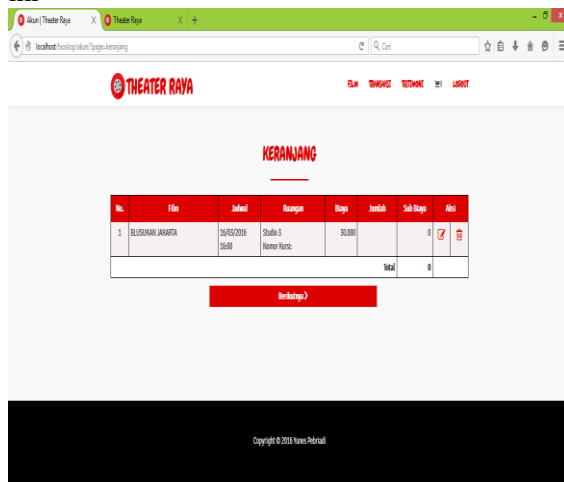 Akun | Theater Raya
Theater Raya
localhost/bioskop/akun/?page=keranjang
Cari
THEATER RAYA
FILM TRANSAKSI TESTIMONI LOGOUT
KERANJANG
No. Film Jadwal Ruangan Biaya Jumlah Sub Biaya Aksi
1 BLUSUKAN JAKARTA 16/03/2016 Studio 3 30.000 0
16:00 Nomor Kursi:
Total 0
Berikutnya
Copyright © 2016 Yunes Pebriadi